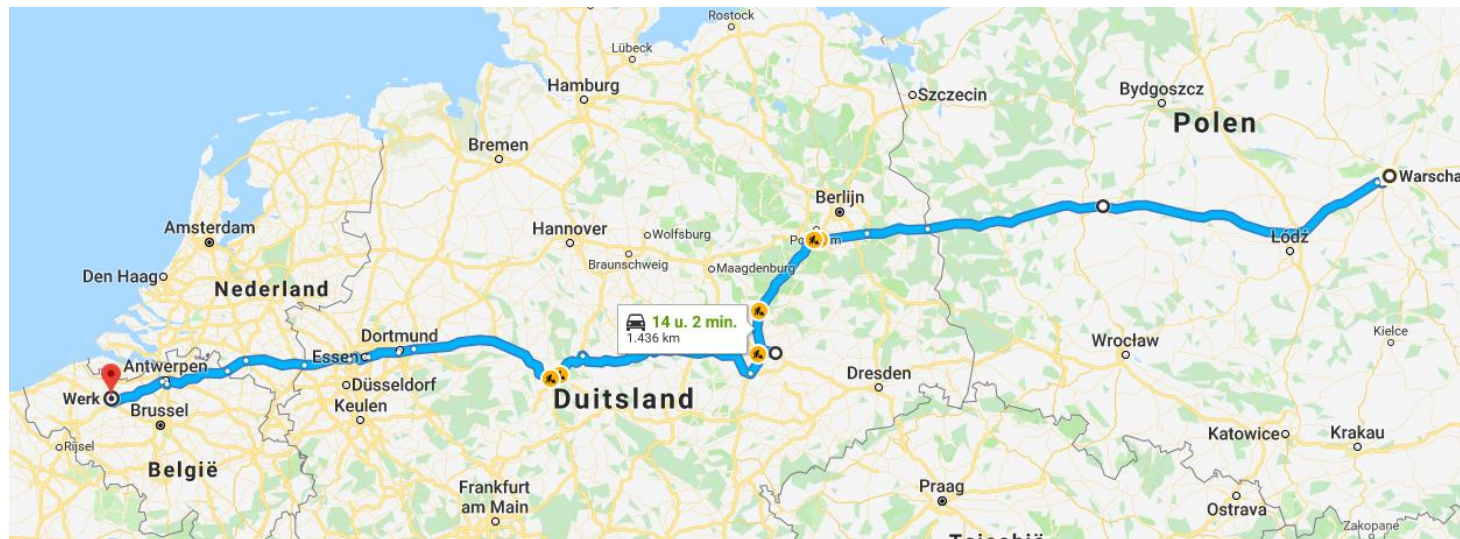 Rostock
Lübeck
Hamburg
Szczecin
Bydgoszcz
Polen
Bremen
Warscha
Berlijn
Amsterdam
Hannover
Wolfsburg
Łódź
Braunschweig
Maagdenburg
Den Haag
Nederland
14 u. 2 min.
1.436 km
Kielce
Dortmund
Essen
Wrocław
Antwerpen
Düsseldorf
Dresden
Werk
Duitsland
Keulen
Brussel
Katowice
Krakau
Rijsel
België
Praag
Frankfurt
am Main
Ostrava
Zakopane